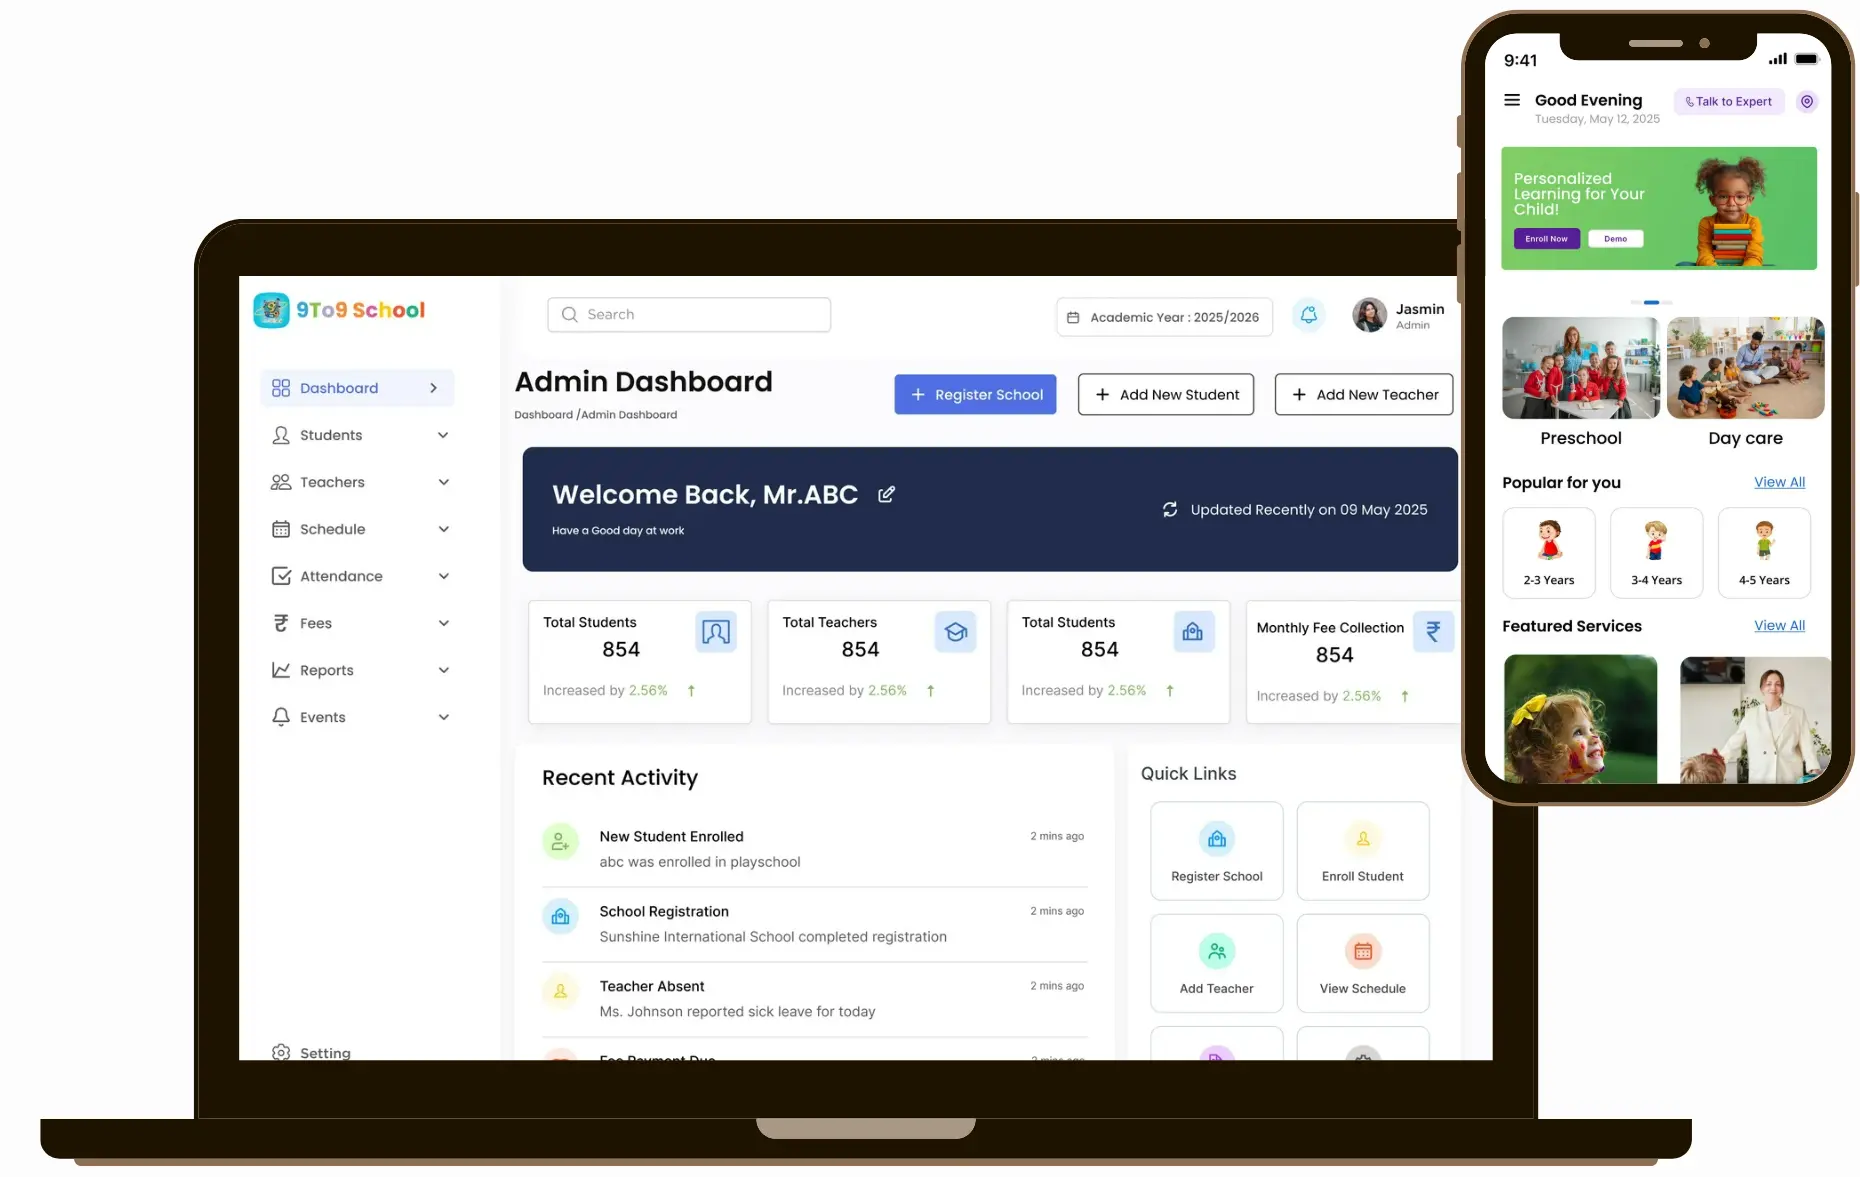 9To9 School
Search
Academic Year : 2025/2026
Jasmin
Admin
Dashboard
Students
Teachers
Schedule
Attendance
Fees
Reports
Events
Setting
Admin Dashboard
Dashboard /Admin Dashboard
Register School
Add New Student
Add New Teacher
Welcome Back, Mr.ABC
Have a Good day at work
Updated Recently on 09 May 2025
Total Students
854
Increased by 2.56%
Total Teachers
854
Increased by 2.56%
Total Students
854
Increased by 2.56%
Monthly Fee Collection
854
Increased by 2.56%
Recent Activity
New Student Enrolled
2 mins ago
abc was enrolled in playschool
School Registration
2 mins ago
Sunshine International School completed registration
Teacher Absent
2 mins ago
Ms. Johnson reported sick leave for today
Fee Payment Due
2 mins ago
Quick Links
Register School
Enroll Student
Add Teacher
View Schedule
9:41
Good Evening
Tuesday, May 12, 2025
Talk to Expert
Personalized
Learning for Your
Child!
Enroll Now
Demo
Preschool
Day care
Popular for you
View All
2-3 Years
3-4 Years
4-5 Years
Featured Services
View All